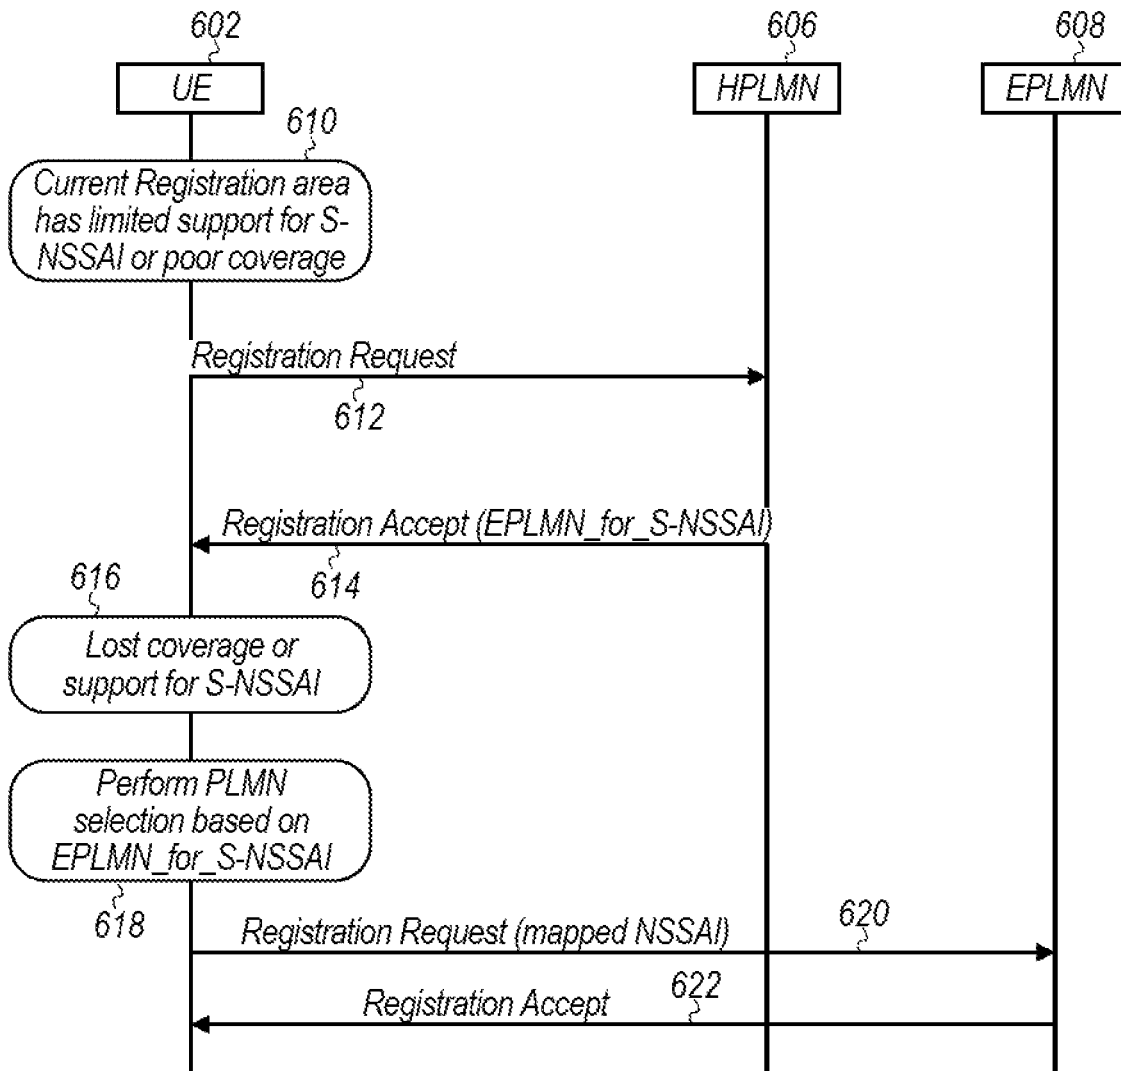 602
606
608
UE
HPLMN
EPLMN
610
Current Registration area
has limited support for S-
NSSAI or poor coverage
Registration Request
612
Registration Accept (EPLMN_for_S-NSSAI)
614
616
Lost coverage or
support for S-NSSAI
Perform PLMN
selection based on
EPLMN_for_S-NSSAI
618
Registration Request (mapped NSSAI)
620
Registration Accept
622